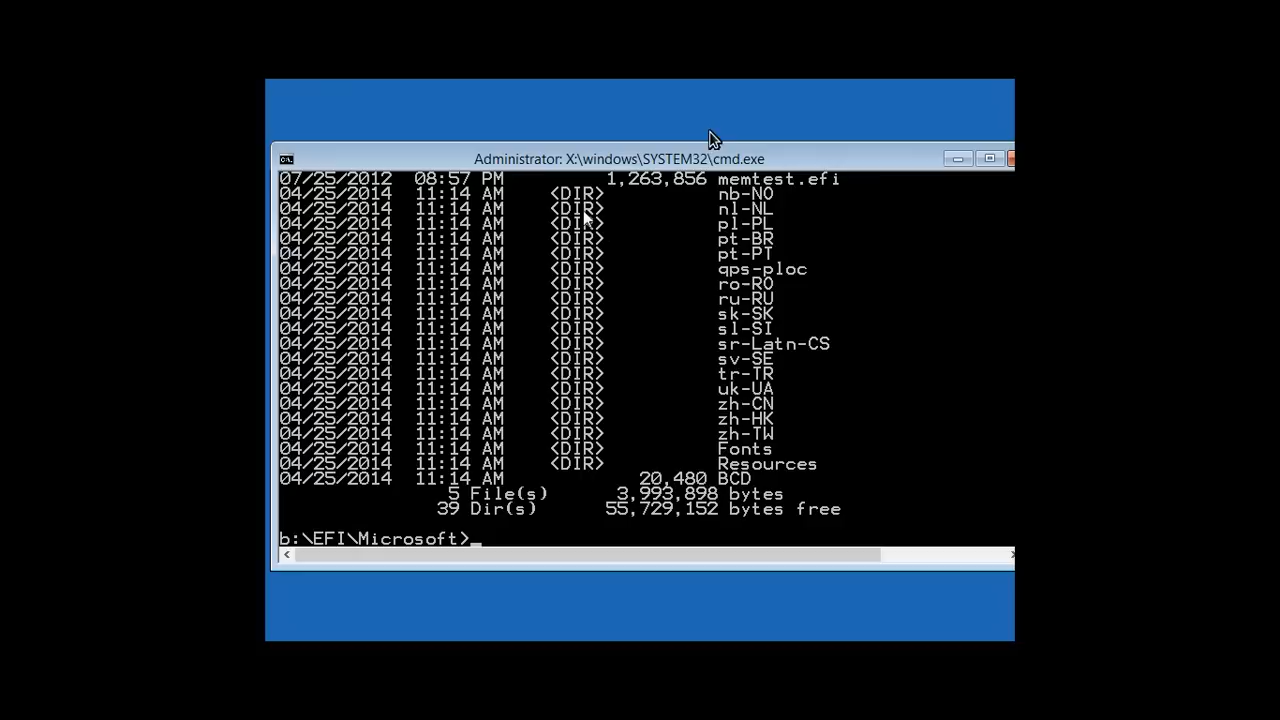 Administrator: X:\windows\SYSTEM32\cmd.exe
07/25/2012 08:57 PM 1,263,856 memtest.efi
04/25/2014 11:14 AM <DIR> nb-NO
04/25/2014 11:14 AM <DIR> nl-NL
04/25/2014 11:14 AM <DIR> pl-PL
04/25/2014 11:14 AM <DIR> pt-BR
04/25/2014 11:14 AM <DIR> pt-PT
04/25/2014 11:14 AM <DIR> qps-ploc
04/25/2014 11:14 AM <DIR> ro-RO
04/25/2014 11:14 AM <DIR> ru-RU
04/25/2014 11:14 AM <DIR> sk-SK
04/25/2014 11:14 AM <DIR> sl-SI
04/25/2014 11:14 AM <DIR> sr-Latn-CS
04/25/2014 11:14 AM <DIR> sv-SE
04/25/2014 11:14 AM <DIR> tr-TR
04/25/2014 11:14 AM <DIR> uk-UA
04/25/2014 11:14 AM <DIR> zh-CN
04/25/2014 11:14 AM <DIR> zh-HK
04/25/2014 11:14 AM <DIR> zh-TW
04/25/2014 11:14 AM <DIR> Fonts
04/25/2014 11:14 AM <DIR> Resources
04/25/2014 11:14 AM 20,480 BCD
5 File(s) 3,993,898 bytes
39 Dir(s) 55,729,152 bytes free
b:\EFI\Microsoft>_